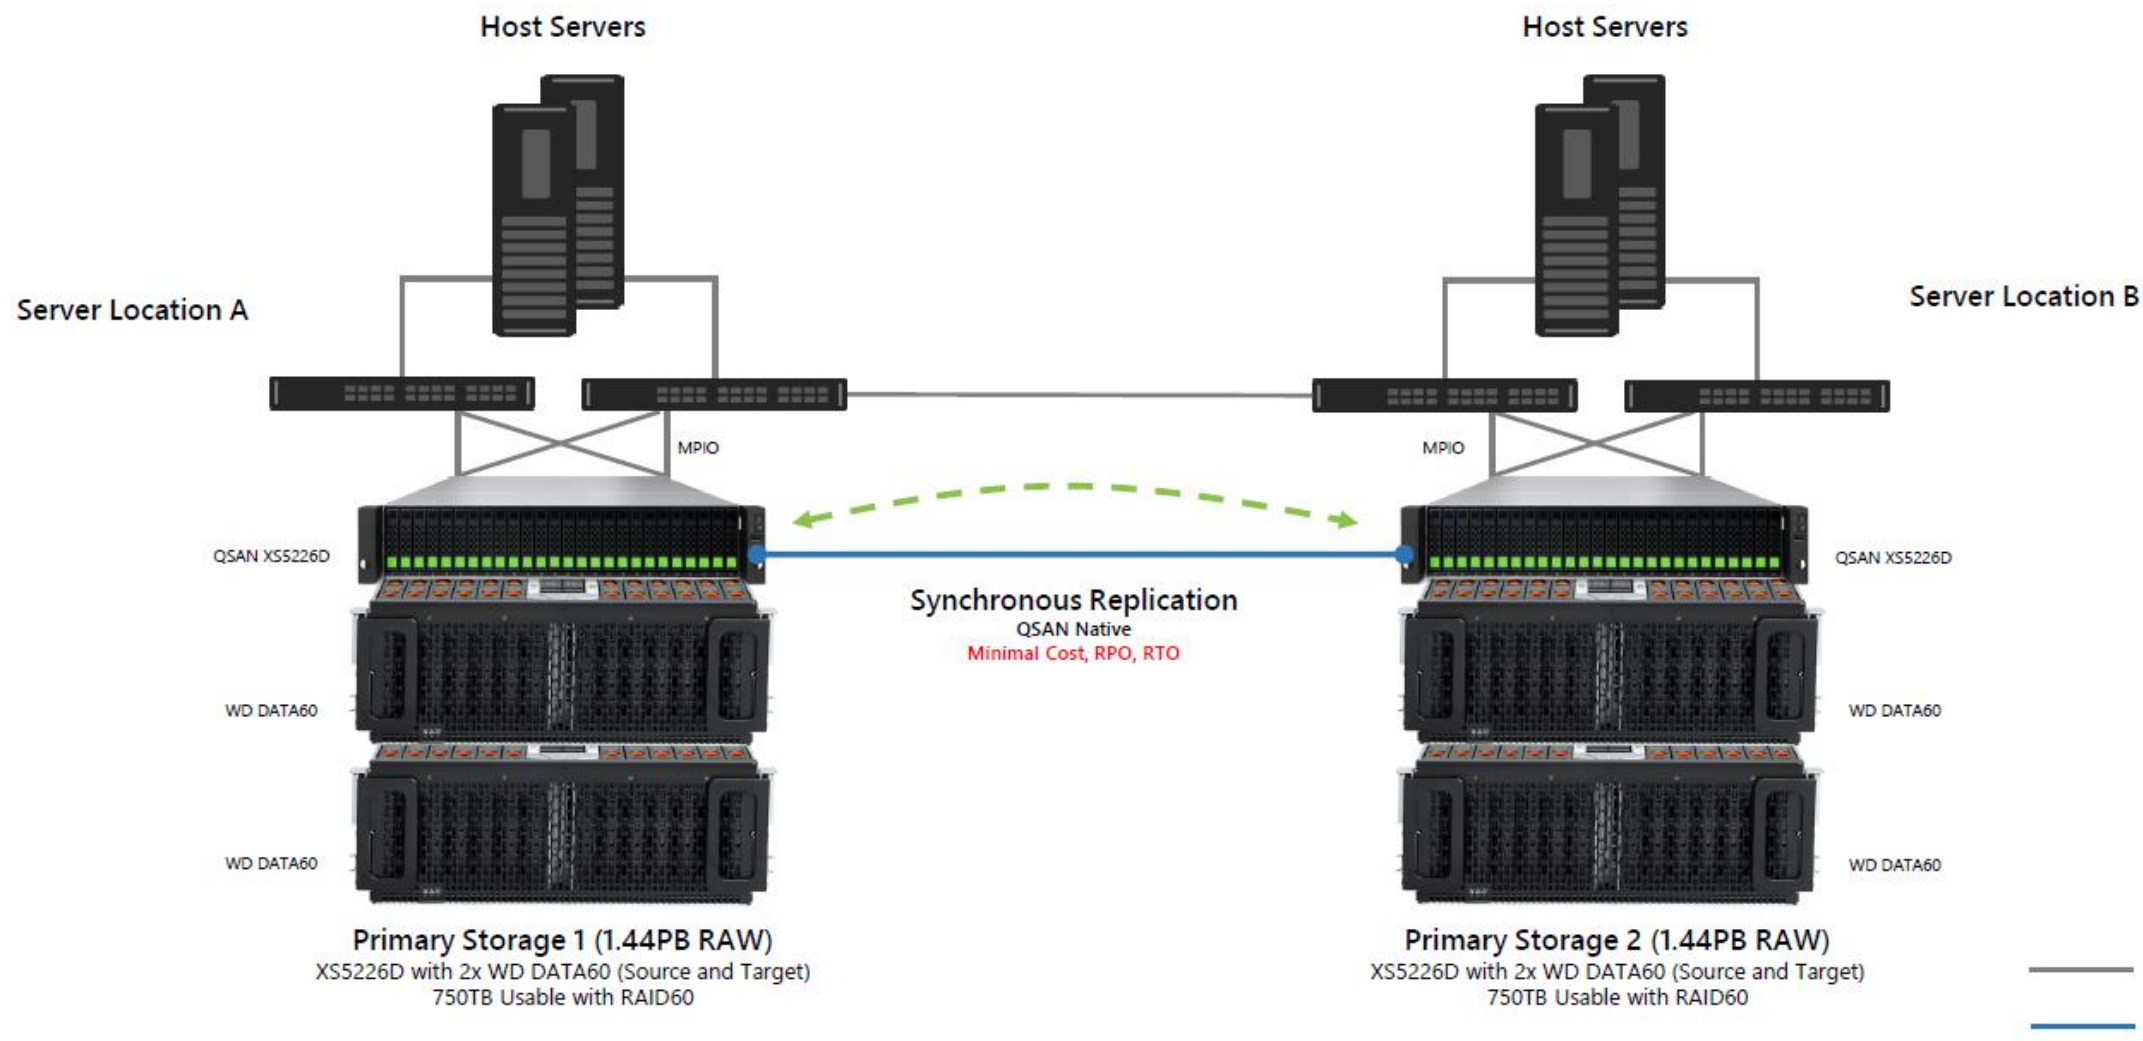 Host Servers
Host Servers
Server Location A
Server Location B
MPIO
MPIO
QSAN XS5226D
QSAN XS5226D
Synchronous Replication
QSAN Native
Minimal Cost, RPO, RTO
WD DATA60
WD DATA60
WD DATA60
WD DATA60
Primary Storage 1 (1.44PB RAW)
XS5226D with 2x WD DATA60 (Source and Target)
750TB Usable with RAID60
Primary Storage 2 (1.44PB RAW)
XS5226D with 2x WD DATA60 (Source and Target)
750TB Usable with RAID60